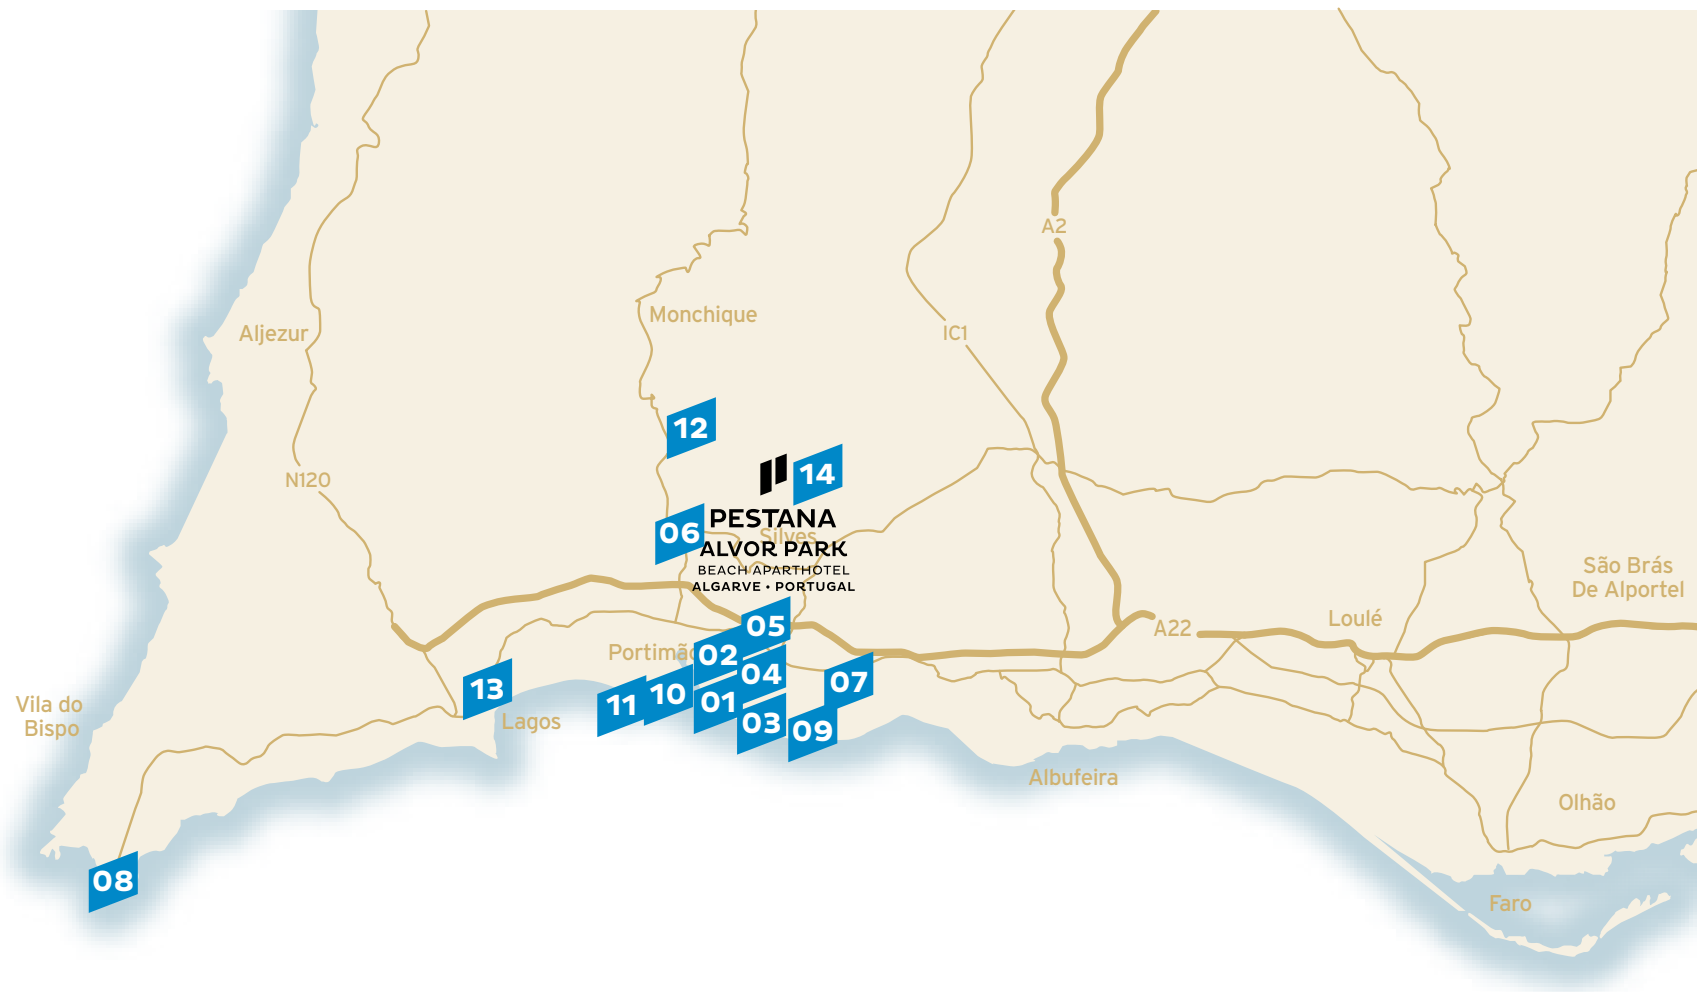 A2
Monchique
Aljezur
IC1
12
14
N120
PESTANA
06
Silves
ALVOR PARK
BEACH APARTHOTEL
ALGARVE • PORTUGAL
São Brás
De Alportel
Loulé
05
A22
Portimão
02
04
07
13
10
11
01
Vila do
Bispo
Lagos
03
09
Albufeira
Olhão
08
Faro